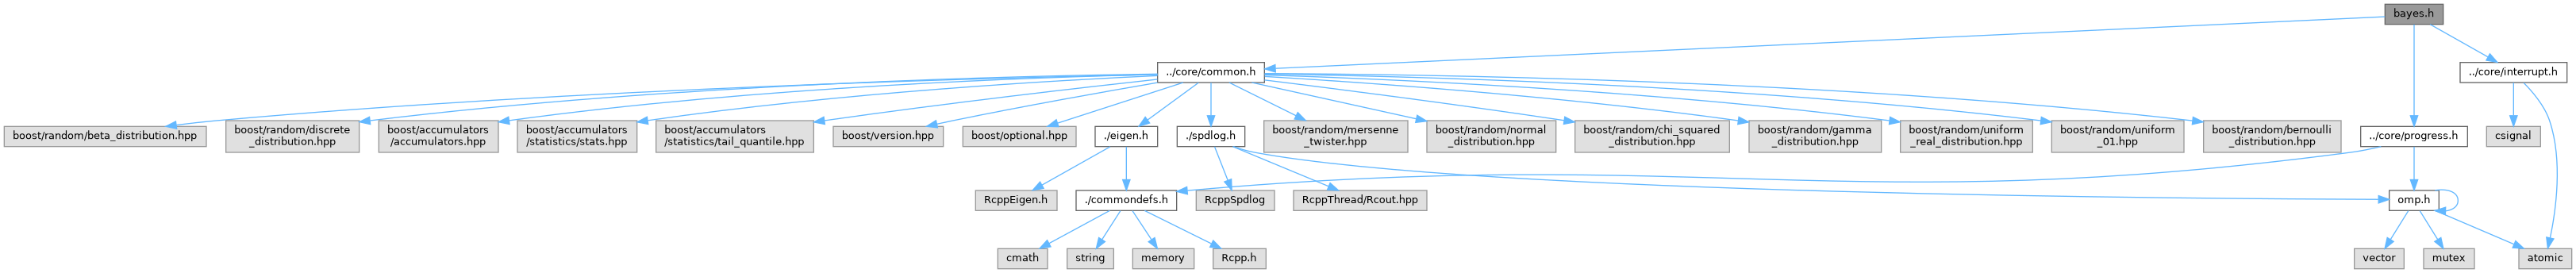 bayes.h
../core/common.h
../core/interrupt.h
boost/random/beta_distribution.hpp
boost/random/discrete
_distribution.hpp
boost/accumulators
/accumulators.hpp
boost/accumulators
/statistics/stats.hpp
boost/accumulators
/statistics/tail_quantile.hpp
boost/version.hpp
boost/optional.hpp
./eigen.h
./spdlog.h
boost/random/mersenne
_twister.hpp
boost/random/normal
_distribution.hpp
boost/random/chi_squared
_distribution.hpp
boost/random/gamma
_distribution.hpp
boost/random/uniform
_real_distribution.hpp
boost/random/uniform
_01.hpp
boost/random/bernoulli
_distribution.hpp
../core/progress.h
csignal
RcppEigen.h
./commondefs.h
RcppSpdlog
RcppThread/Rcout.hpp
omp.h
cmath
string
memory
Rcpp.h
vector
mutex
atomic